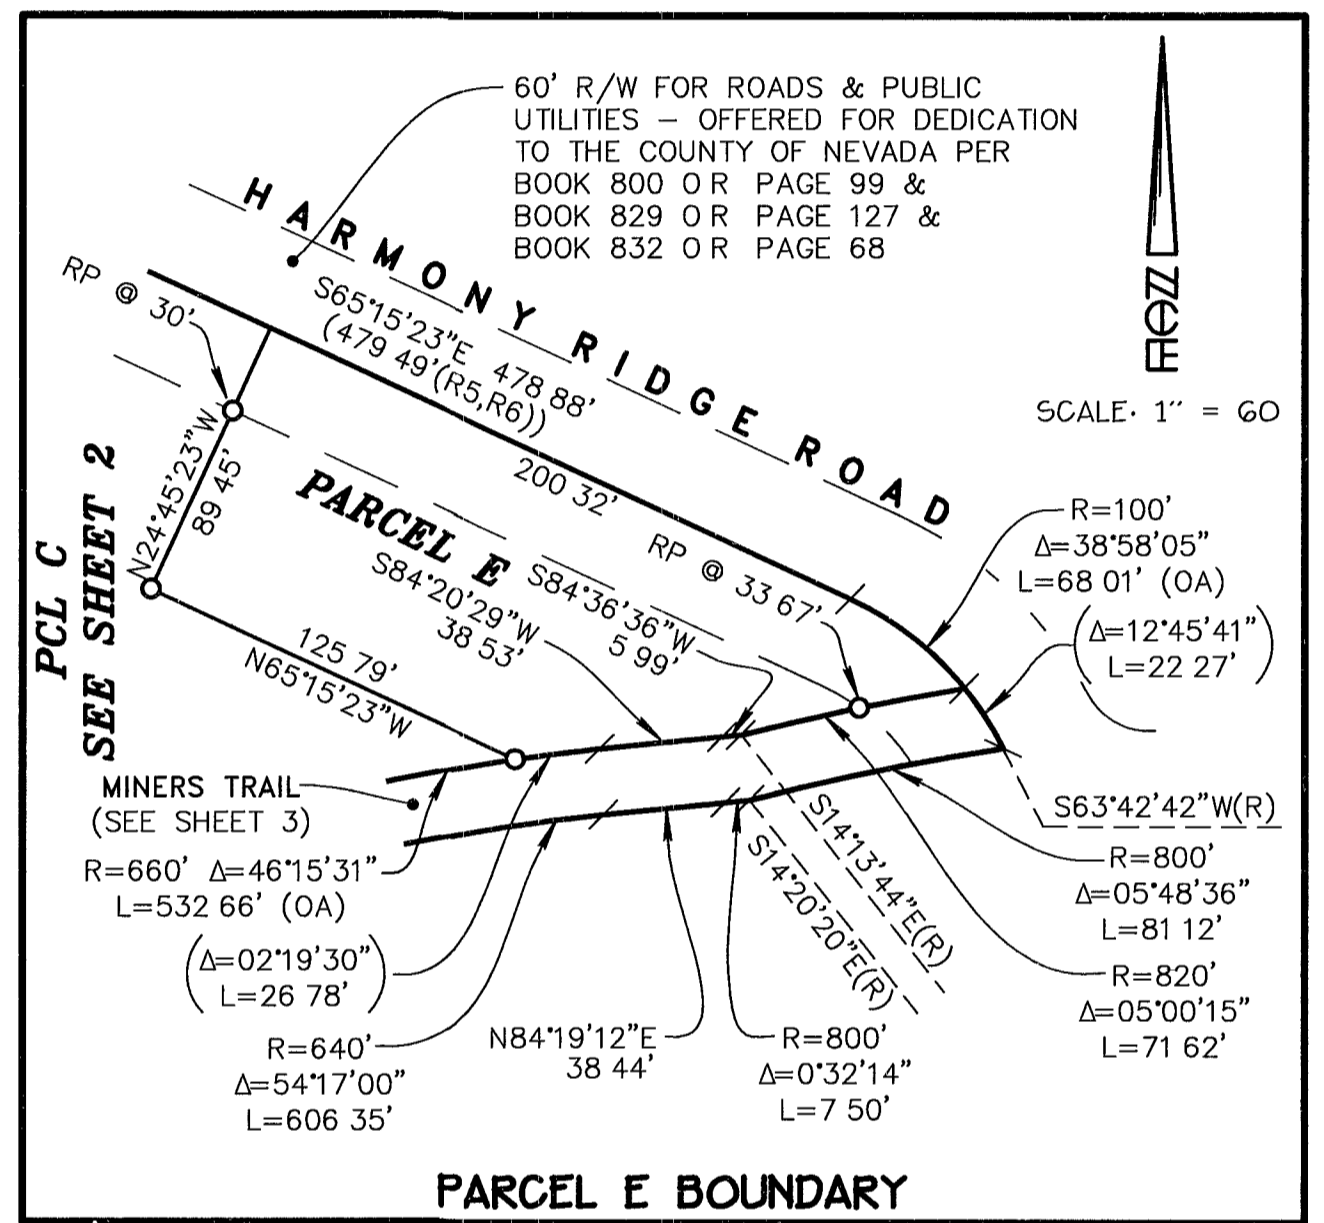 60' R/W FOR ROADS & PUBLIC
UTILITIES – OFFERED FOR DEDICATION
TO THE COUNTY OF NEVADA PER
BOOK 800 O R PAGE 99 &
BOOK 829 O R PAGE 127 &
BOOK 832 O R PAGE 68
HARMONY RIDGE ROAD
RP @ 30'
S65°15'23"E 478 88'
(479 49'(R5,R6))
200 32'
SCALE· 1" = 60
N24°45'23"W
89 45'
PCL C
SEE SHEET 2
PARCEL E
RP @ 33 67'
S84°20'29"W
38 53'
S84°36'36"W
5 99'
R=100'
Δ=38°58'05"
L=68 01' (OA)
Δ=12°45'41"
L=22 27'
125 79'
N65°15'23"W
MINERS TRAIL
(SEE SHEET 3)
R=660' Δ=46°15'31"
L=532 66' (OA)
(Δ=02°19'30"
L=26 78')
R=640'
Δ=54°17'00"
L=606 35'
N84°19'12"E
38 44'
R=800'
Δ=0°32'14"
L=7 50'
S14°13'44"E(R)
S14°20'20"E(R)
S63°42'42"W(R)
R=800'
Δ=05°48'36"
L=81 12'
R=820'
Δ=05°00'15"
L=71 62'
PARCEL E BOUNDARY